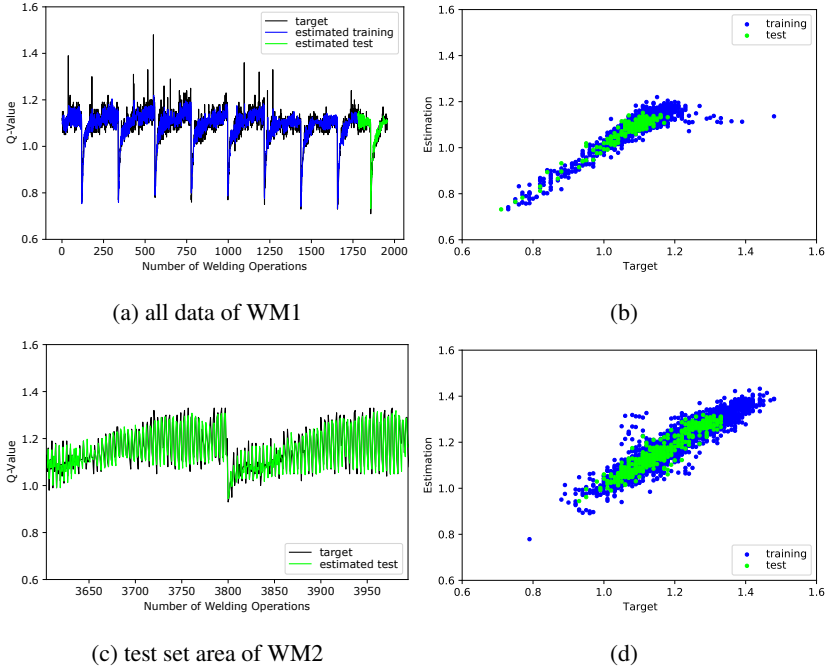 1.6
1.4
1.2
1.0
0.8
0.6
Q-Value
0 250 500 750 1000 1250 1500 1750 2000
Number of Welding Operations
target
estimated training
estimated test
(a) all data of WM1
1.6
1.4
1.2
1.0
0.8
0.6
Estimation
0.6 0.8 1.0 1.2 1.4 1.6
Target
training
test
(b)
1.6
1.4
1.2
1.0
0.8
0.6
Q-Value
3650 3700 3750 3800 3850 3900 3950
Number of Welding Operations
target
estimated test
(c) test set area of WM2
1.6
1.4
1.2
1.0
0.8
0.6
Estimation
0.6 0.8 1.0 1.2 1.4 1.6
Target
training
test
(d)